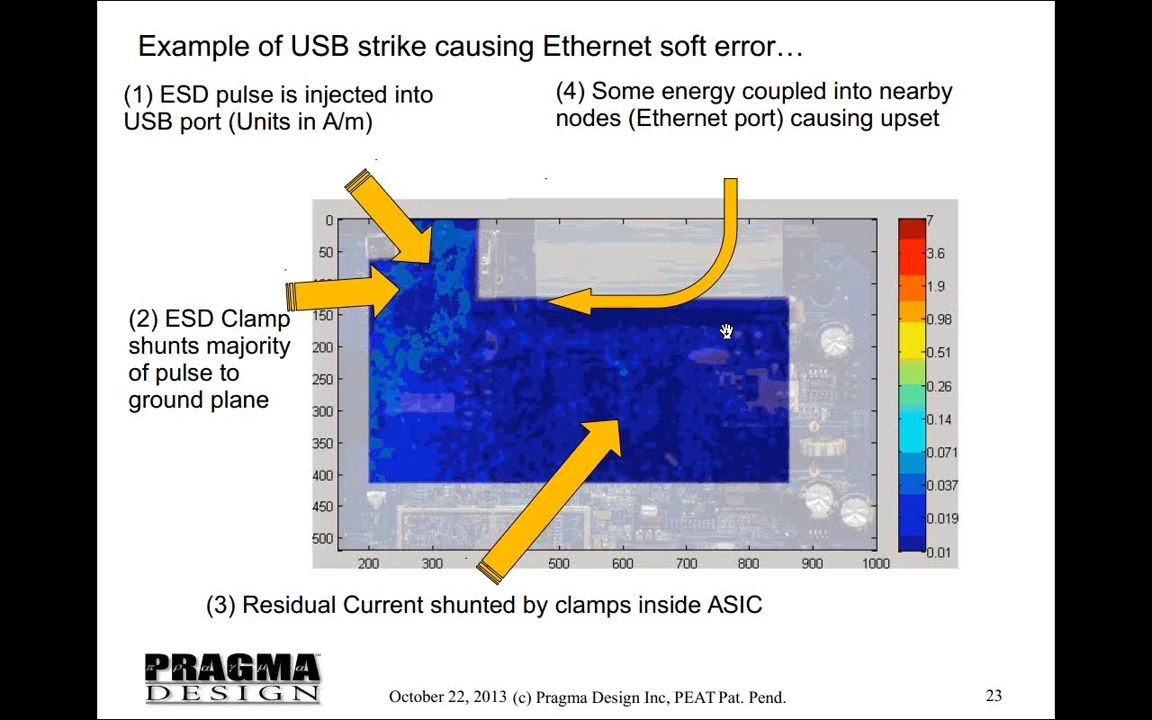 Example of USB strike causing Ethernet soft error…
(1) ESD pulse is injected into
USB port (Units in A/m)
(4) Some energy coupled into nearby
nodes (Ethernet port) causing upset
(2) ESD Clamp
shunts majority
of pulse to
ground plane
0
50
150
200
250
300
350
400
450
500
200
300
500
600
700
800
900
1000
7
3.6
1.9
0.98
0.51
0.26
0.14
0.071
0.037
0.019
0.01
(3) Residual Current shunted by clamps inside ASIC
PRAGMA
DESIGN
October 22, 2013 (c) Pragma Design Inc, PEAT Pat. Pend.
23